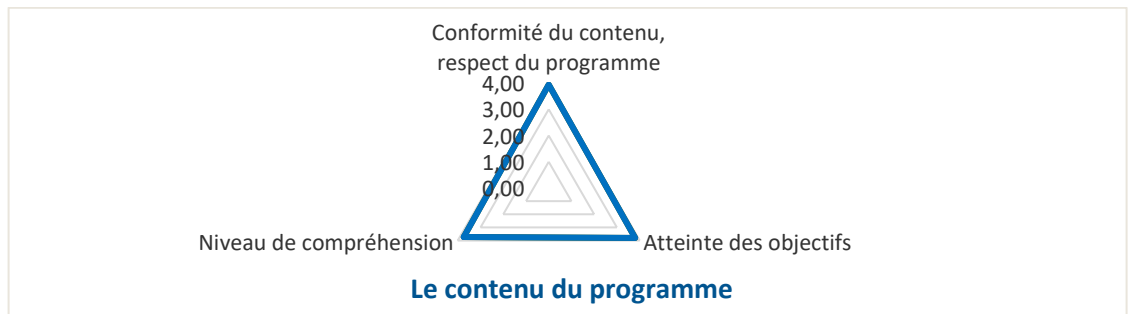 Conformité du contenu,
respect du programme
4,00
3,00
2,00
1,00
0,00
Niveau de compréhension
Atteinte des objectifs
Le contenu du programme